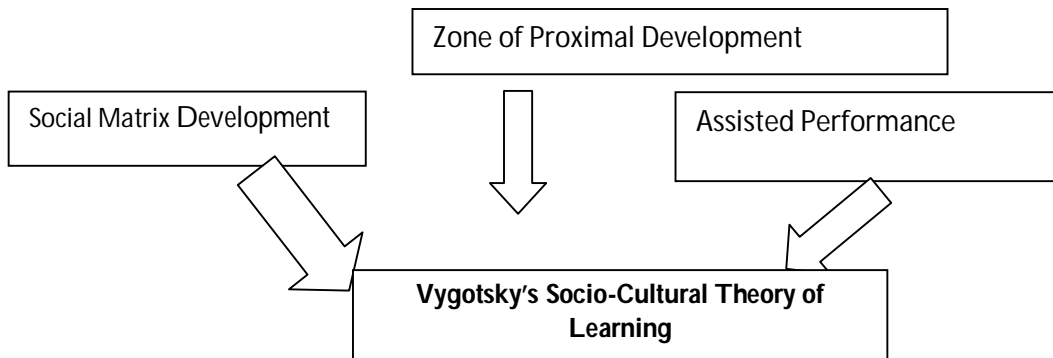 Zone of Proximal Development
Social Matrix Development
Assisted Performance
Vygotsky's Socio-Cultural Theory of
Learning